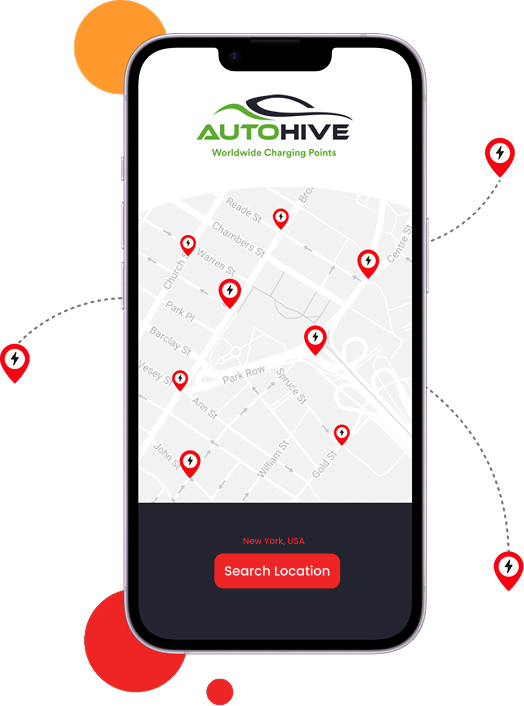 AUTOHIVE
Worldwide Charging Points
Reade St
Chambers St
Warren St
Church S
Centre St
Park Pl
Barclay St
Vesey St
Park Row
Ann St
Spruce St
John St
William St
Gold St
New York, USA
Search Location